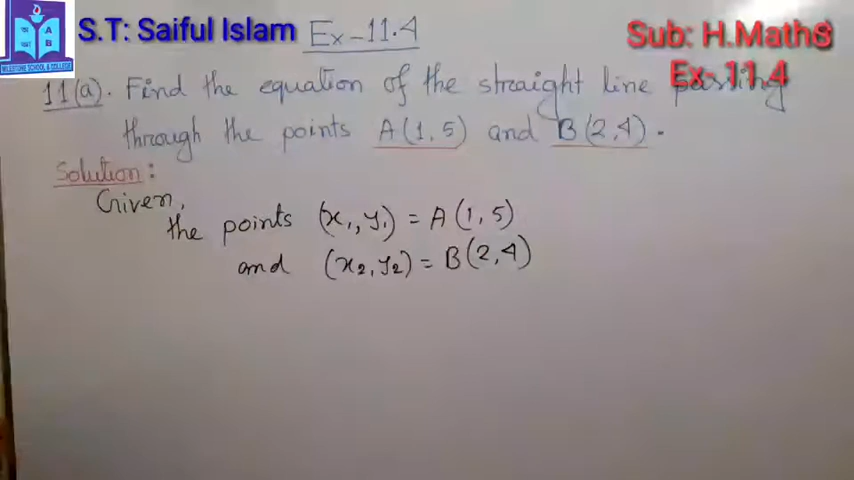 S.T: Saiful Islam
Ex-11.4
Sub: H.Maths
Ex-11.4
11(a). Find the equation of the straight line passing
through the points A(1,5) and B(2,4).
Solution:
Given,
the points (x₁,y₁) = A(1,5)
and (x₂,y₂) = B(2,4)